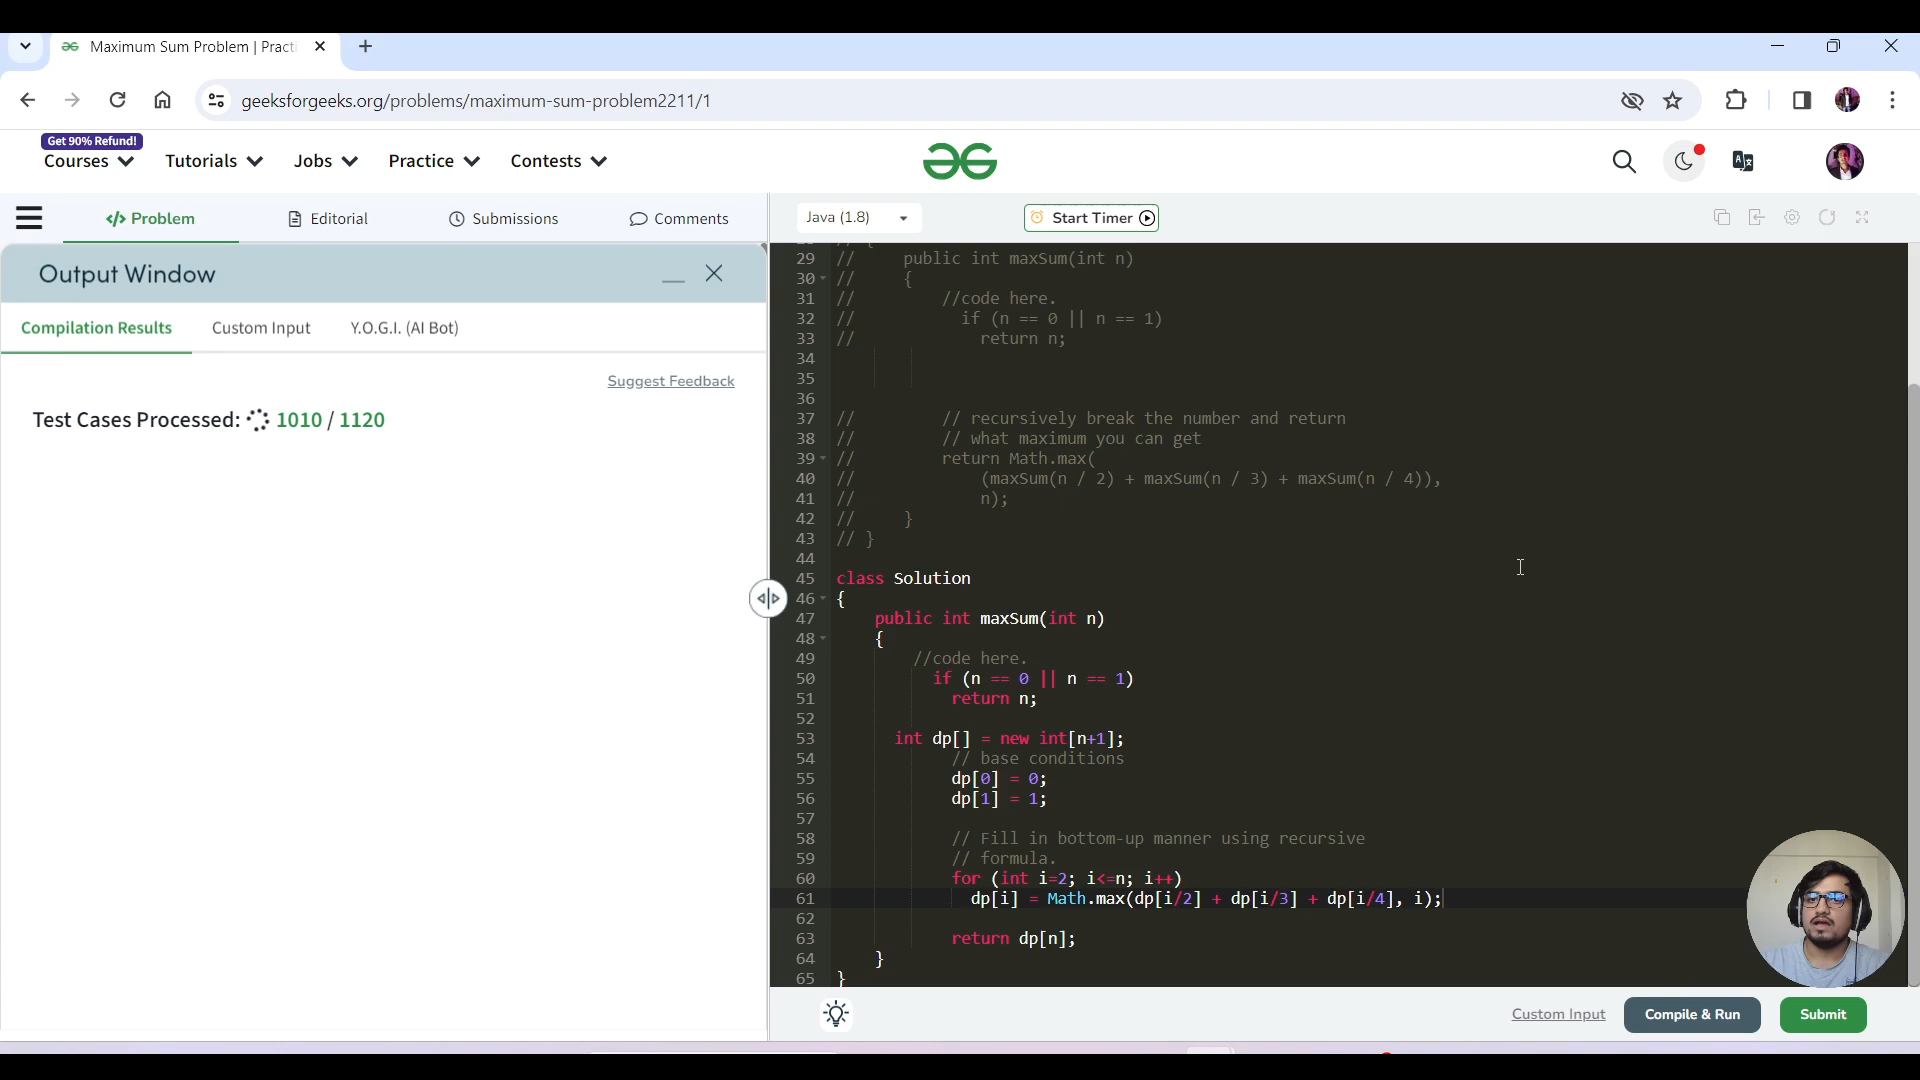 Maximum Sum Problem | Practi
geeksforgeeks.org/problems/maximum-sum-problem2211/1
Get 90% Refund!
Courses
Tutorials
Jobs
Practice
Contests
</> Problem
Editorial
Submissions
Comments
Java (1.8)
Start Timer
Output Window
Compilation Results
Custom Input
Y.O.G.I. (AI Bot)
Suggest Feedback
Test Cases Processed: 1010 / 1120
// {
29 // public int maxSum(int n)
30 // {
31 // //code here.
32 // if (n == 0 || n == 1)
33 // return n;
34
35
36
37 // // recursively break the number and return
38 // // what maximum you can get
39 // return Math.max(
40 // (maxSum(n / 2) + maxSum(n / 3) + maxSum(n / 4)),
41 // n);
42 // }
43 // }
44
45 class Solution
46 {
47 public int maxSum(int n)
48 {
49 //code here.
50 if (n == 0 || n == 1)
51 return n;
52
53 int dp[] = new int[n+1];
54 // base conditions
55 dp[0] = 0;
56 dp[1] = 1;
57
58 // Fill in bottom-up manner using recursive
59 // formula.
60 for (int i=2; i<=n; i++)
61 dp[i] = Math.max(dp[i/2] + dp[i/3] + dp[i/4], i);
62
63 return dp[n];
64 }
65 }
Custom Input
Compile & Run
Submit